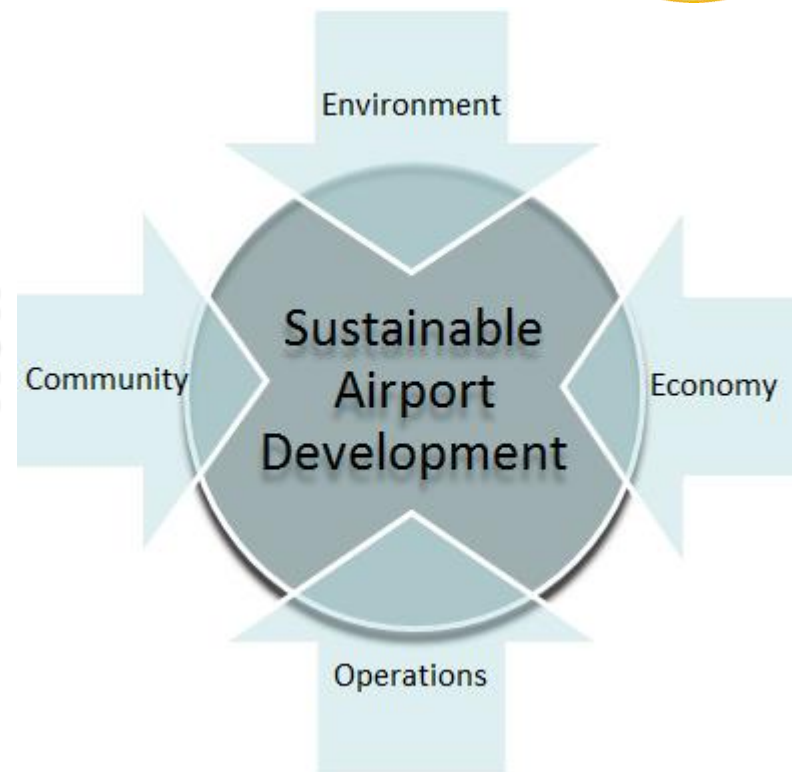 Environment
Sustainable
Airport
Development
Community
Economy
Operations